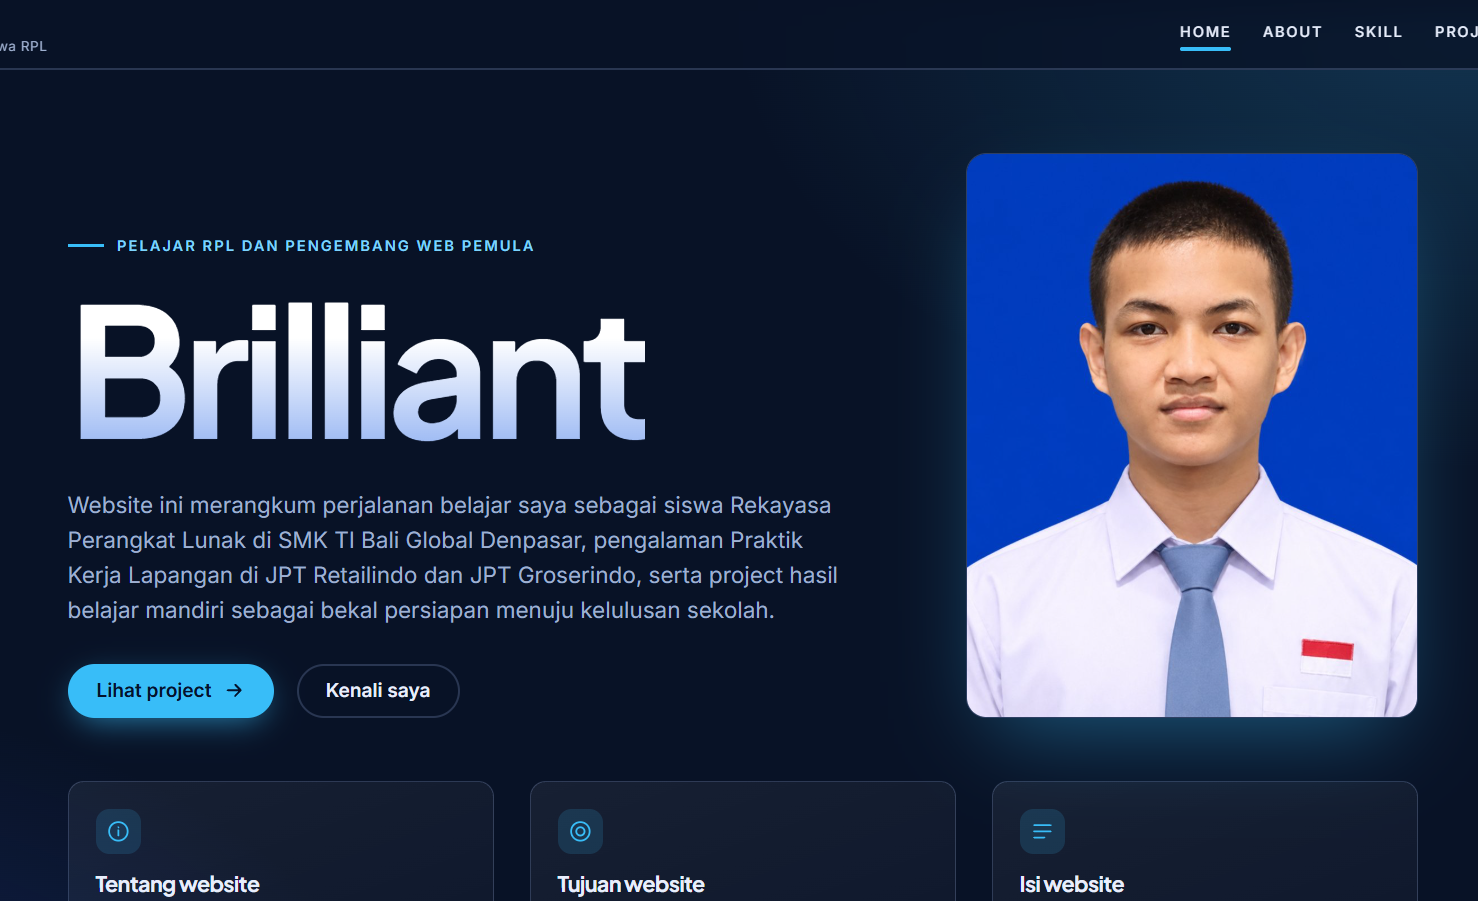 RPL
HOME ABOUT SKILL
PELAJAR RPL DAN PENGEMBANG WEB PEMULA
Brilliant
Website ini merangkum perjalanan belajar saya sebagai siswa Rekayasa
Perangkat Lunak di SMK TI Bali Global Denpasar, pengalaman Praktik
Kerja Lapangan di JPT Retailindo dan JPT Groserindo, serta project hasil
belajar mandiri sebagai bekal persiapan menuju kelulusan sekolah.
Lihat project →
Kenali saya
Tentang website
Tujuan website
Isi website